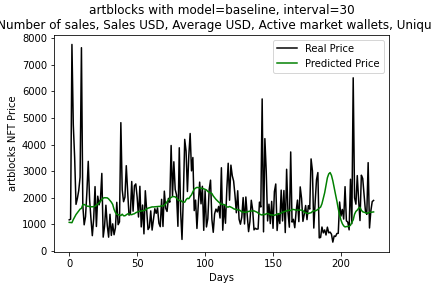 artblocks with model=baseline, interval=30
Number of sales, Sales USD, Average USD, Active market wallets, Uniqu
8000
7000
6000
5000
4000
3000
2000
1000
0
artblocks NFT Price
Real Price
Predicted Price
0 50 100 150 200
Days